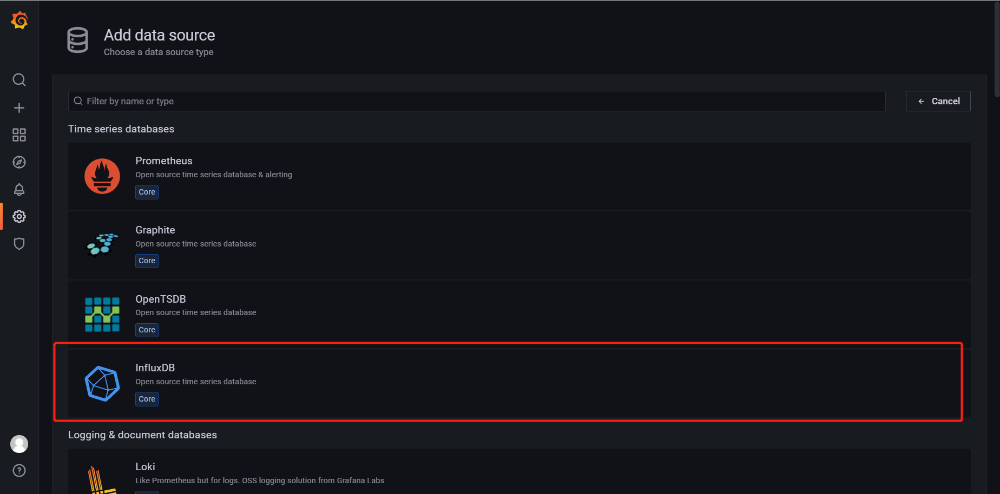 Add data source
Choose a data source type
Filter by name or type
Cancel
Time series databases
Prometheus
Open source time series database & alerting
Core
Graphite
Open source time series database
Core
OpenTSDB
Open source time series database
Core
InfluxDB
Open source time series database
Core
Logging & document databases
Loki
Like Prometheus but for logs. OSS logging solution from Grafana Labs